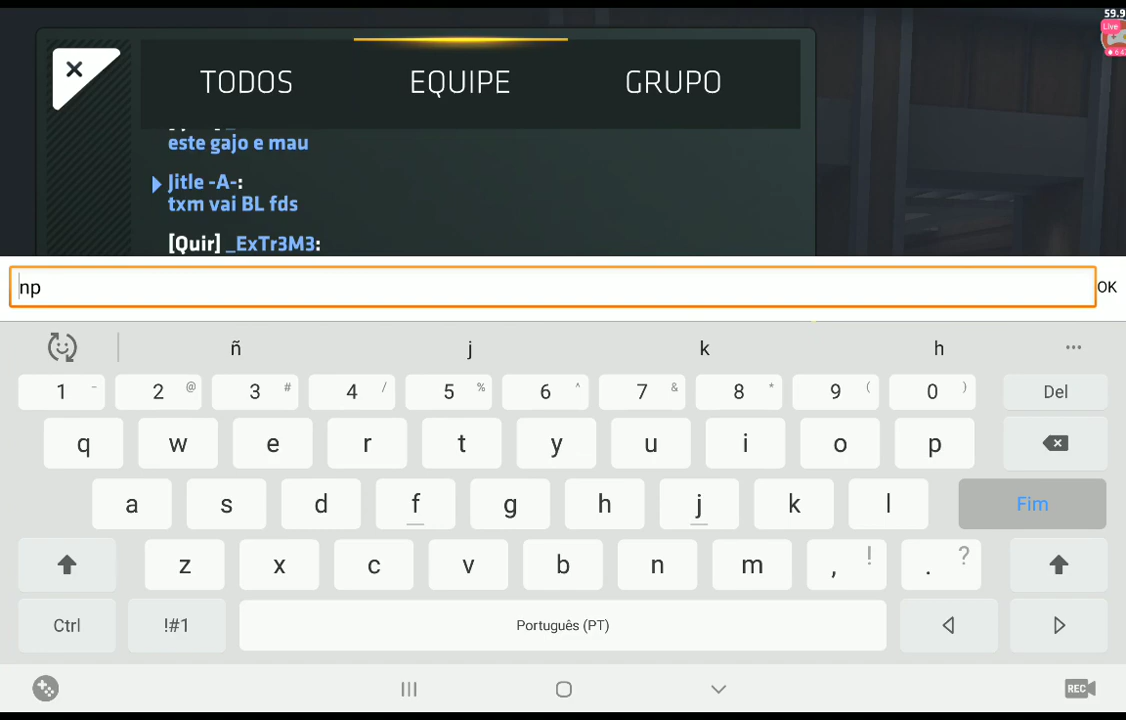 59.9
Live
TODOS EQUIPE GRUPO
este gajo e mau
Jitle -A-:
txm vai BL fds
[Quir] _ExTr3M3:
np OK
ñ j k h ...
1 - 2 @ 3 # 4 / 5 % 6 ^ 7 & 8 * 9 ( 0 ) Del
q w e r t y u i o p
a s d f g h j k l Fim
z x c v b n m , ! . ?
Ctrl !#1 Português (PT)
REC